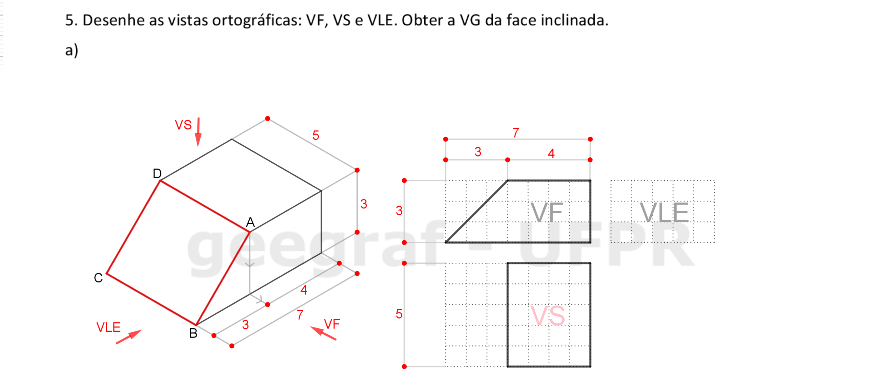 5. Desenhe as vistas ortográficas: VF, VS e VLE. Obter a VG da face inclinada.
a)
VS
5
D
A
3
C
4
7
3
VLE
B
VF
7
3
4
3
VF
VLE
geegraf - UFPR
5
VS